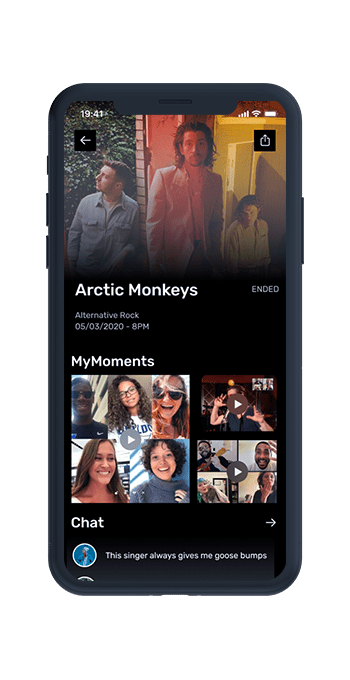 19:41
Arctic Monkeys
ENDED
Alternative Rock
05/03/2020 - 8PM
MyMoments
Chat
This singer always gives me goose bumps